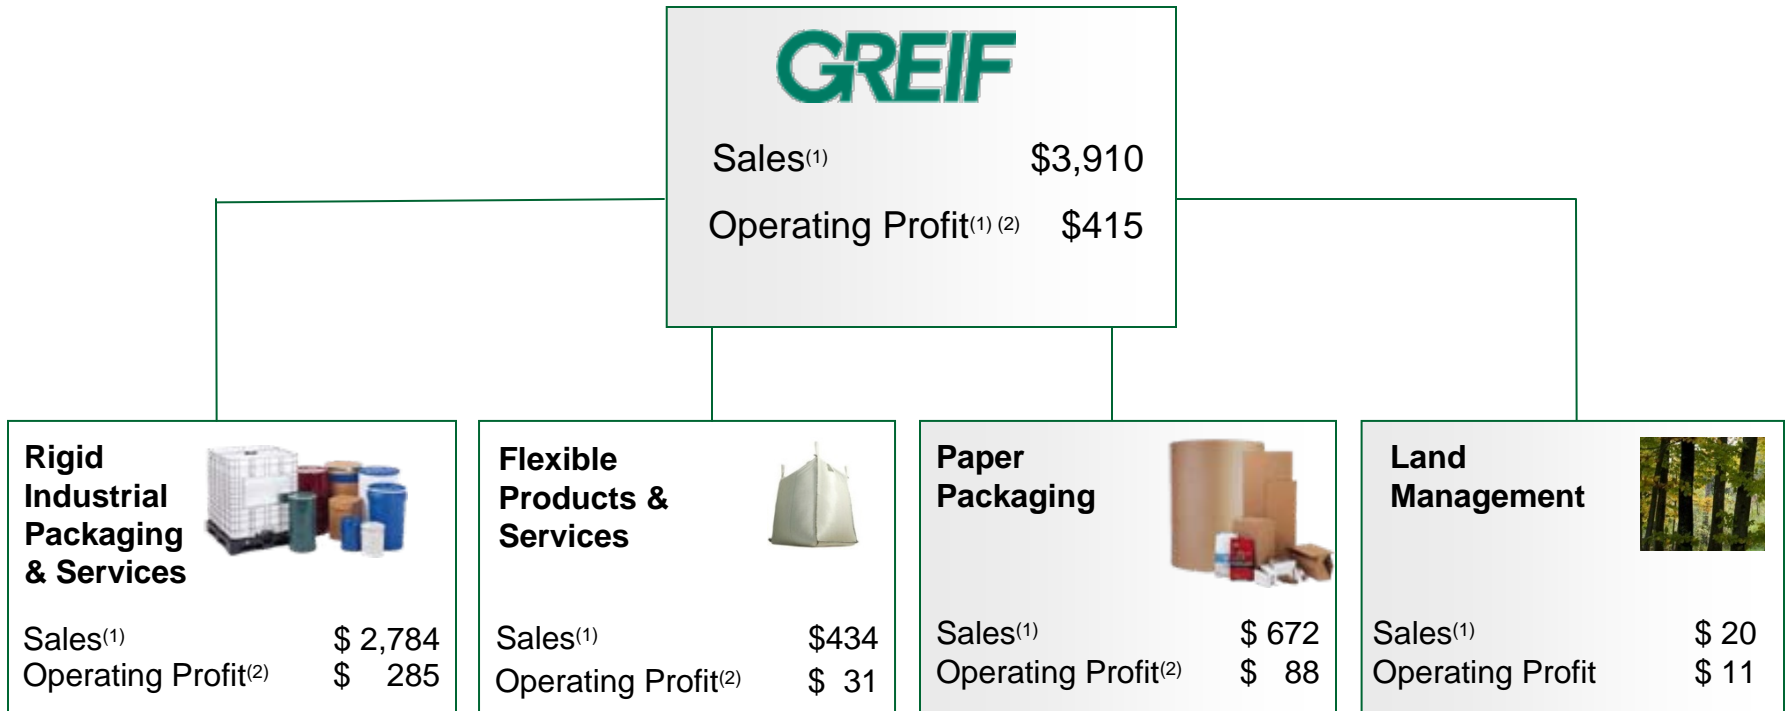 GREIF
Sales(1) $3,910
Operating Profit(1) (2) $415
Rigid
Industrial
Packaging
& Services
Sales(1) $ 2,784
Operating Profit(2) $ 285
Flexible
Products &
Services
Sales(1) $434
Operating Profit(2) $ 31
Paper
Packaging
Sales(1) $ 672
Operating Profit(2) $ 88
Land
Management
Sales(1) $ 20
Operating Profit $ 11